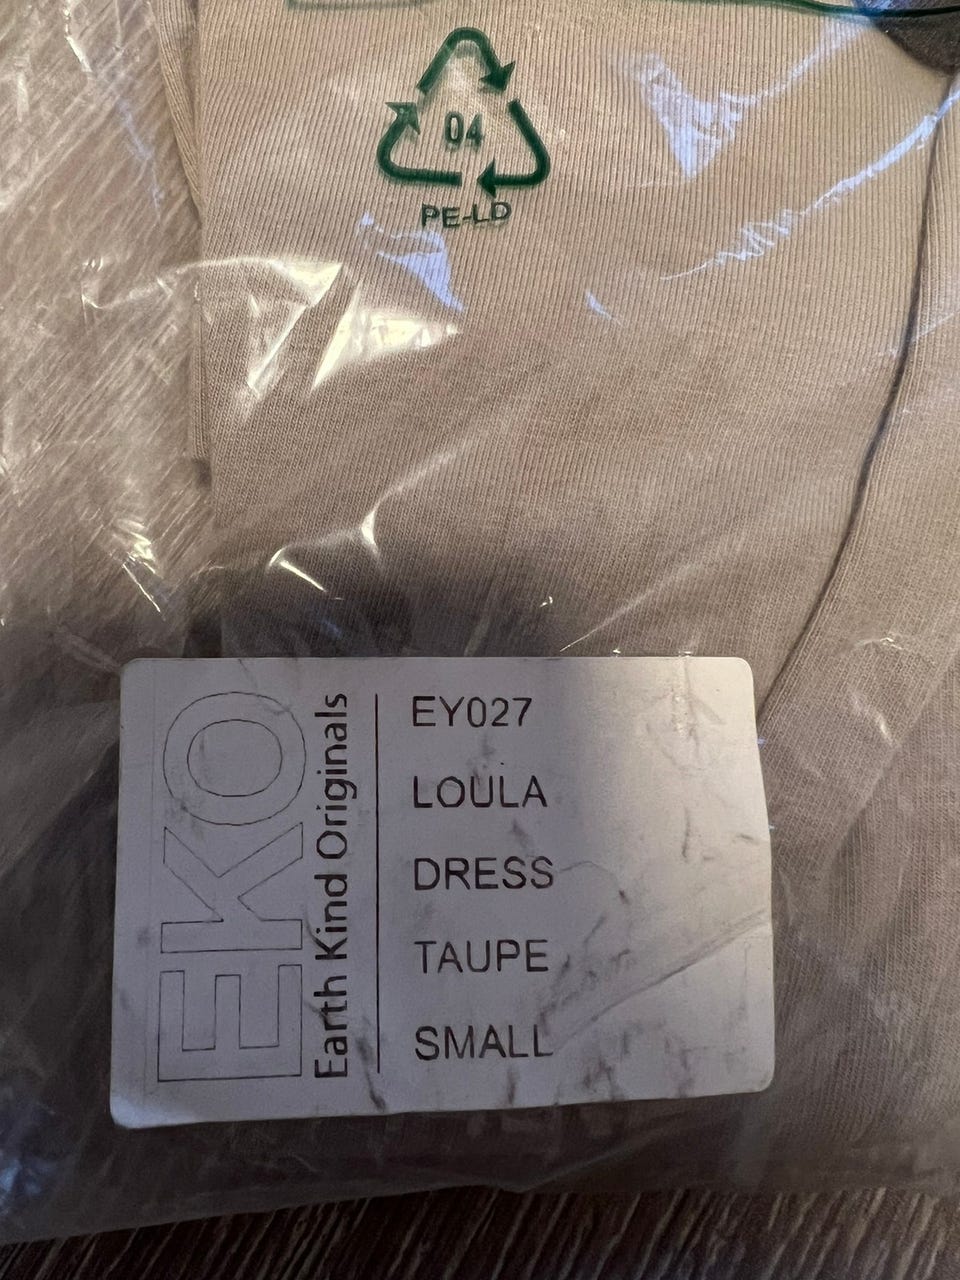 04
PE-LD
EKO
Earth Kind Originals
EY027
LOULA
DRESS
TAUPE
SMALL